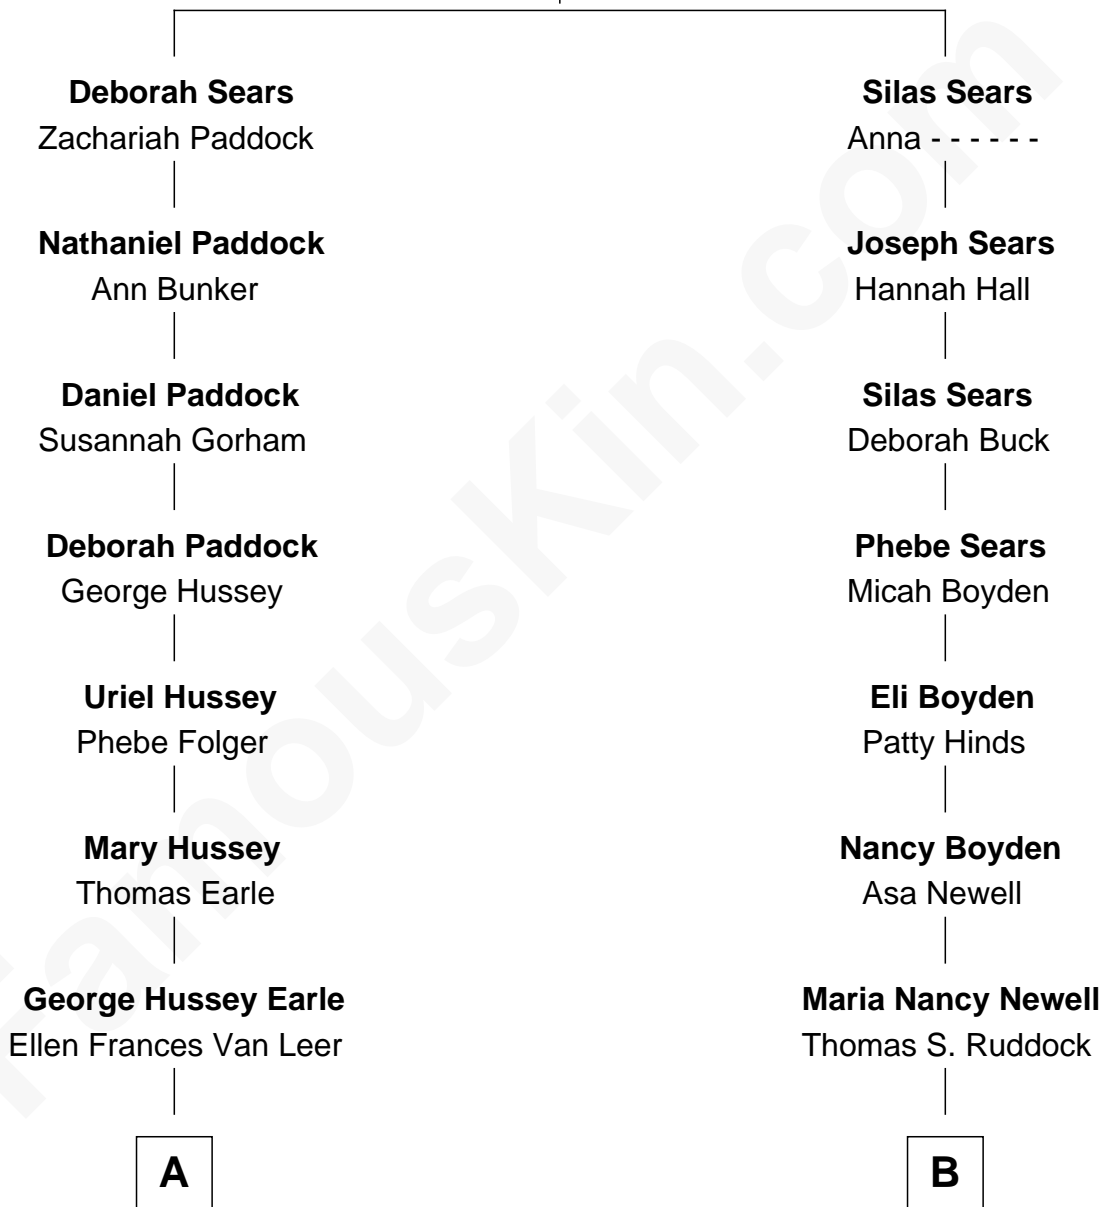 Deborah Sears
Zachariah Paddock
Nathaniel Paddock
Ann Bunker
Daniel Paddock
Susannah Gorham
Deborah Paddock
George Hussey
Uriel Hussey
Phebe Folger
Mary Hussey
Thomas Earle
George Hussey Earle
Ellen Frances Van Leer
A
Silas Sears
Anna - - - - - -
Joseph Sears
Hannah Hall
Silas Sears
Deborah Buck
Phebe Sears
Micah Boyden
Eli Boyden
Patty Hinds
Nancy Boyden
Asa Newell
Maria Nancy Newell
Thomas S. Ruddock
B
FamousKin.com